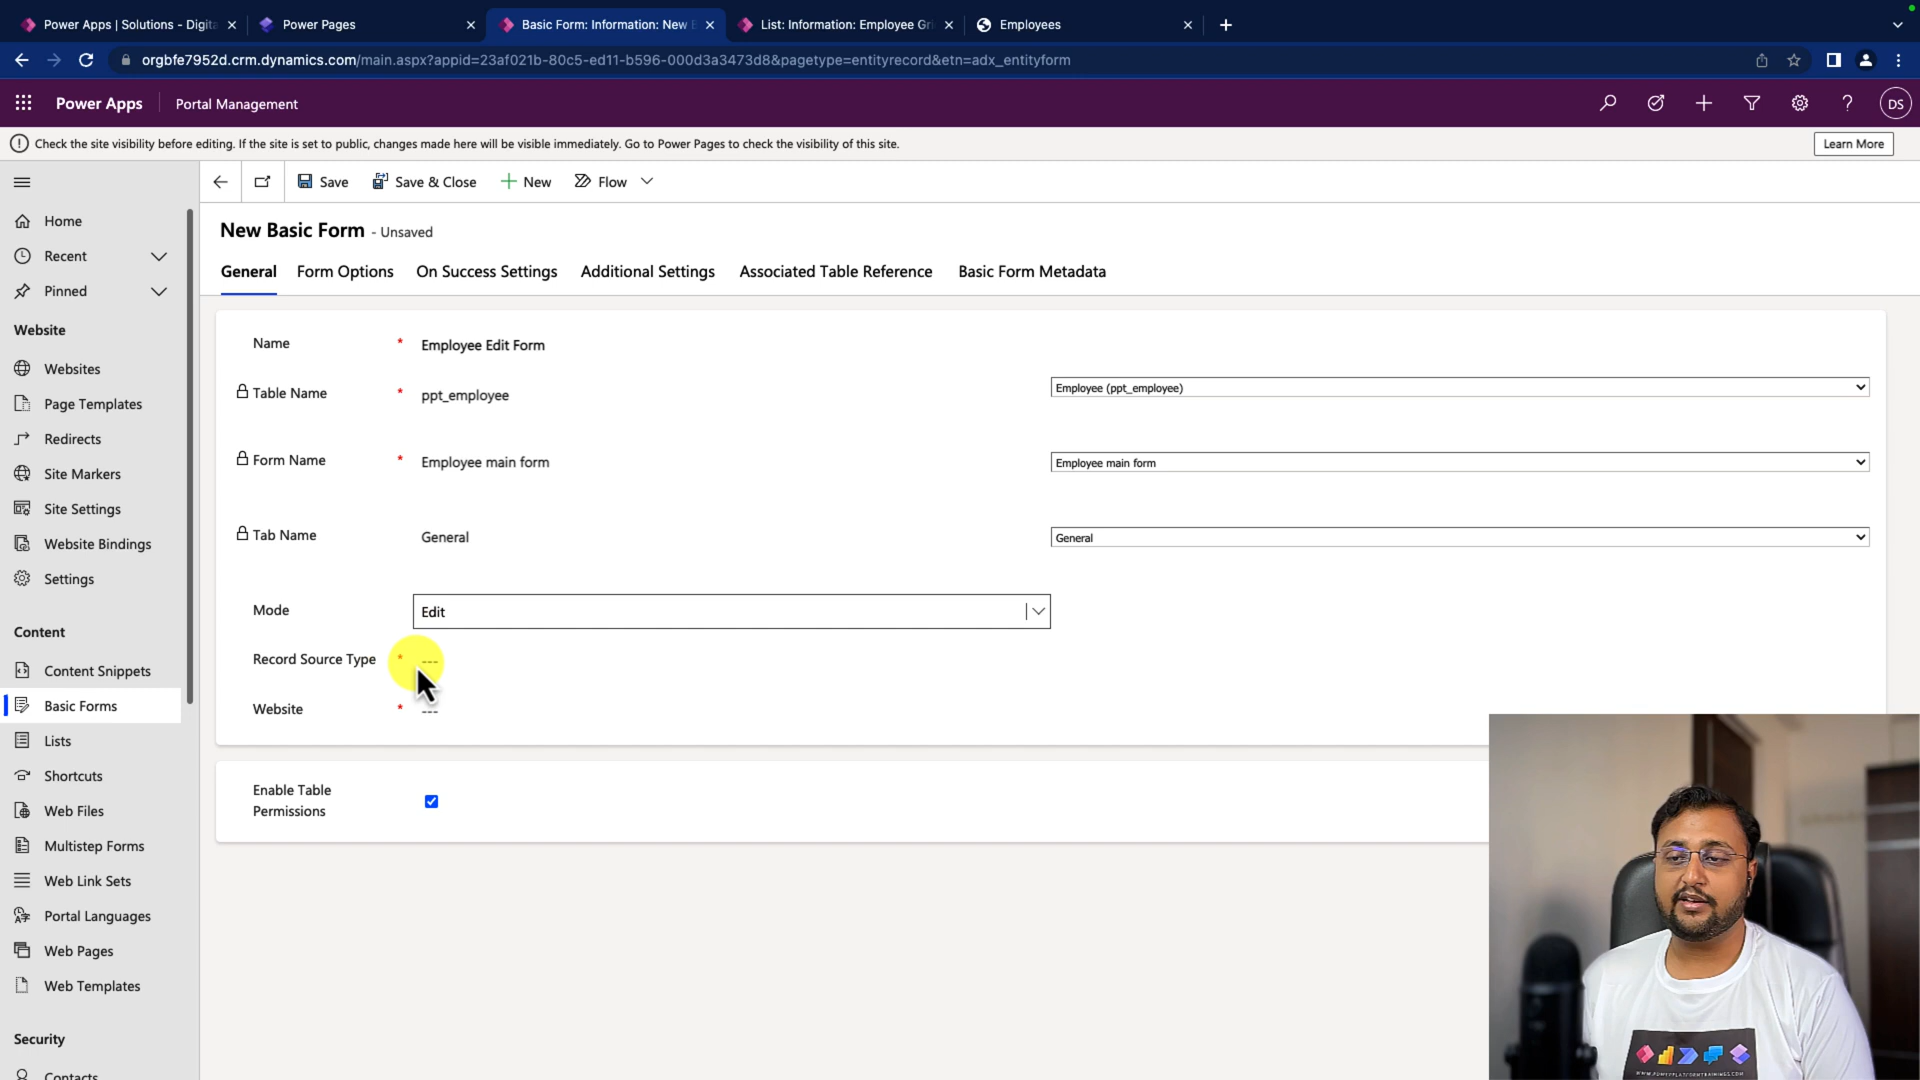 Power Apps | Solutions - Digita
Power Pages
Basic Form: Information: New
List: Information: Employee Gri
Employees
orgbfe7952d.crm.dynamics.com/main.aspx?appid=23af021b-80c5-ed11-b596-000d3a3473d8&pagetype=entityrecord&etn=adx_entityform
Power Apps
Portal Management
DS
Check the site visibility before editing. If the site is set to public, changes made here will be visible immediately. Go to Power Pages to check the visibility of this site.
Learn More
Save
Save & Close
New
Flow
Home
Recent
Pinned
Website
Websites
Page Templates
Redirects
Site Markers
Site Settings
Website Bindings
Settings
Content
Content Snippets
Basic Forms
Lists
Shortcuts
Web Files
Multistep Forms
Web Link Sets
Portal Languages
Web Pages
Web Templates
Security
Contacts
New Basic Form - Unsaved
General
Form Options
On Success Settings
Additional Settings
Associated Table Reference
Basic Form Metadata
Name * Employee Edit Form
Table Name * ppt_employee
Employee (ppt_employee)
Form Name * Employee main form
Employee main form
Tab Name General
General
Mode Edit
Record Source Type * ---
Website * ---
Enable Table
Permissions